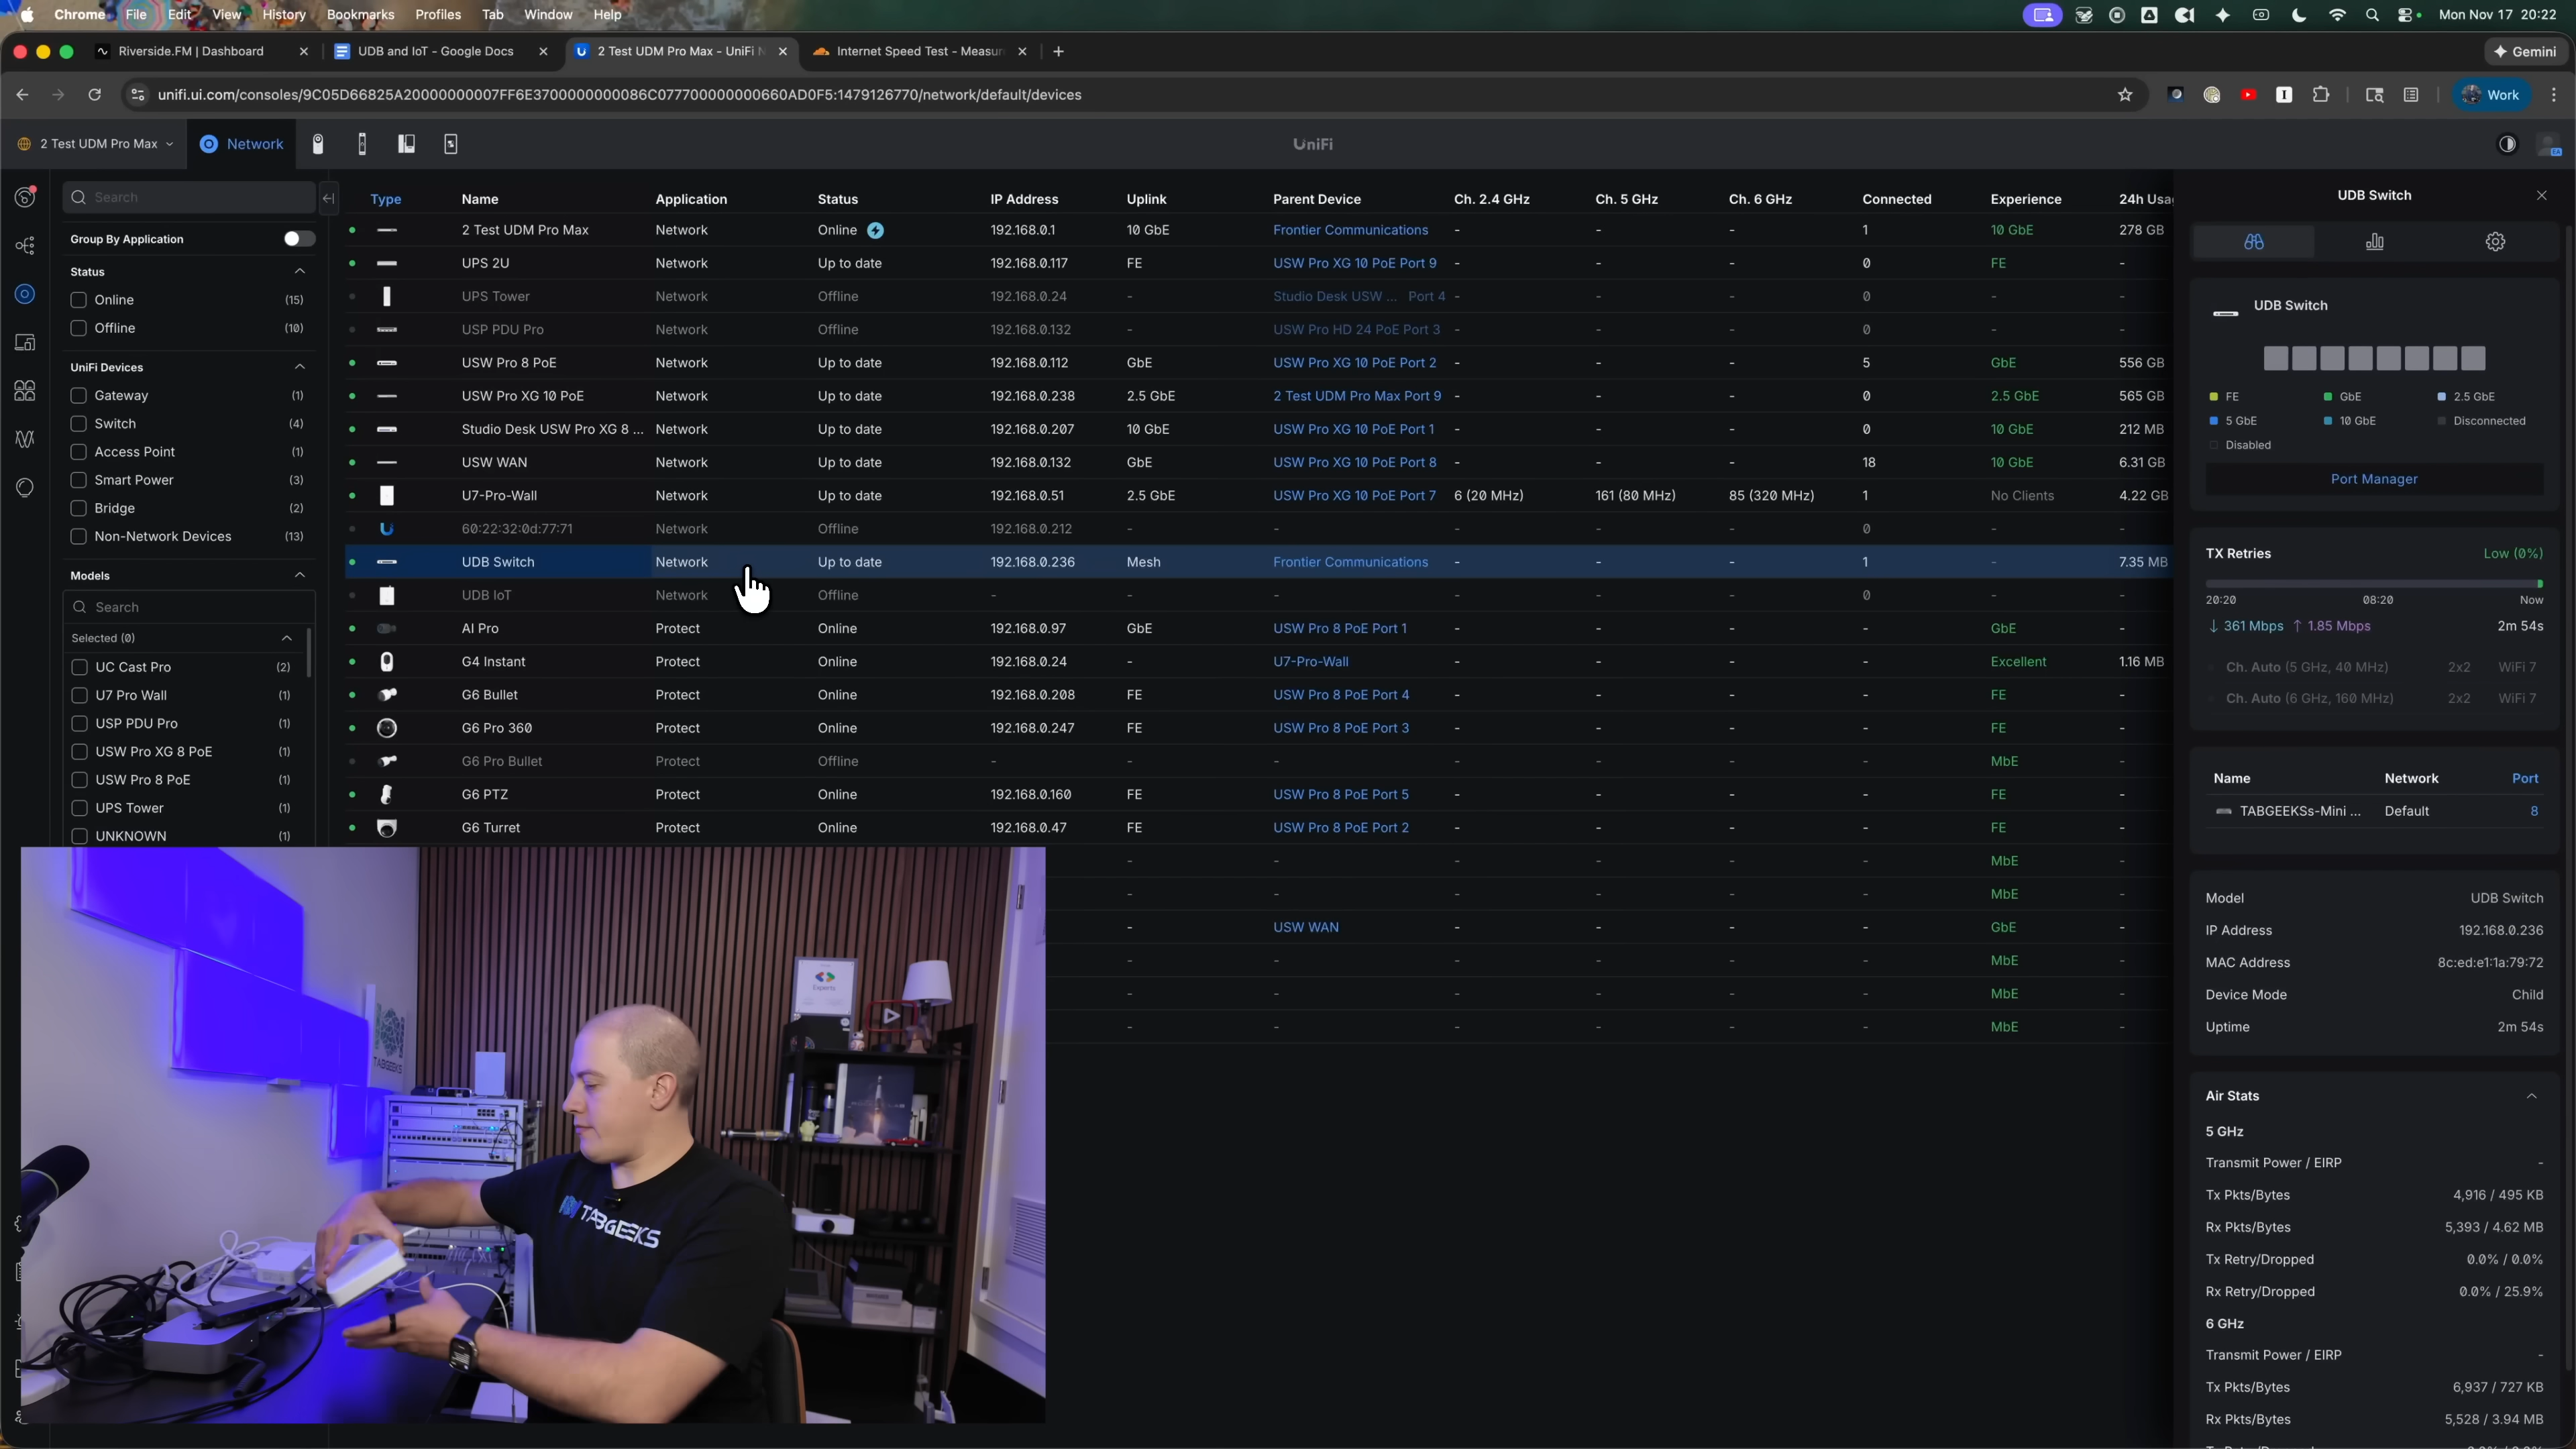 Chrome File Edit View History Bookmarks Profiles Tab Window Help
Mon Nov 17 20:22
Riverside.FM | Dashboard
UDB and IoT - Google Docs
2 Test UDM Pro Max - UniFi N
Internet Speed Test - Measur
Gemini
unifi.ui.com/consoles/9C05D66825A20000000007FF6E3700000000086C077700000000660AD0F5:1479126770/network/default/devices
Work
2 Test UDM Pro Max
Network
UniFi
Search
Group By Application
Status
Online (15)
Offline (10)
UniFi Devices
Gateway (1)
Switch (4)
Access Point (1)
Smart Power (3)
Bridge (2)
Non-Network Devices (13)
Models
Search
Selected (0)
UC Cast Pro (2)
U7 Pro Wall (1)
USP PDU Pro (1)
USW Pro XG 8 PoE (1)
USW Pro 8 PoE (1)
UPS Tower (1)
UNKNOWN (1)
Type Name Application Status IP Address Uplink Parent Device Ch. 2.4 GHz Ch. 5 GHz Ch. 6 GHz Connected Experience 24h Usa
2 Test UDM Pro Max Network Online 192.168.0.1 10 GbE Frontier Communications - - - 1 10 GbE 278 GB
UPS 2U Network Up to date 192.168.0.117 FE USW Pro XG 10 PoE Port 9 - - - 0 FE -
UPS Tower Network Offline 192.168.0.24 - Studio Desk USW ... Port 4 - - - 0 - -
USP PDU Pro Network Offline 192.168.0.132 - USW Pro HD 24 PoE Port 3 - - - 0 - -
USW Pro 8 PoE Network Up to date 192.168.0.112 GbE USW Pro XG 10 PoE Port 2 - - - 5 GbE 556 GB
USW Pro XG 10 PoE Network Up to date 192.168.0.238 2.5 GbE 2 Test UDM Pro Max Port 9 - - - 0 2.5 GbE 565 GB
Studio Desk USW Pro XG 8 ... Network Up to date 192.168.0.207 10 GbE USW Pro XG 10 PoE Port 1 - - - 0 10 GbE 212 MB
USW WAN Network Up to date 192.168.0.132 GbE USW Pro XG 10 PoE Port 8 - - - 18 10 GbE 6.31 GB
U7-Pro-Wall Network Up to date 192.168.0.51 2.5 GbE USW Pro XG 10 PoE Port 7 6 (20 MHz) 161 (80 MHz) 85 (320 MHz) 1 No Clients 4.22 GB
60:22:32:0d:77:71 Network Offline 192.168.0.212 - - - - - 0 - -
UDB Switch Network Up to date 192.168.0.236 Mesh Frontier Communications - - - 1 - 7.35 MB
UDB IoT Network Offline - - - - - - 0 - -
AI Pro Protect Online 192.168.0.97 GbE USW Pro 8 PoE Port 1 - - - - GbE -
G4 Instant Protect Online 192.168.0.24 - U7-Pro-Wall - - - - Excellent 1.16 MB
G6 Bullet Protect Online 192.168.0.208 FE USW Pro 8 PoE Port 4 - - - - FE -
G6 Pro 360 Protect Online 192.168.0.247 FE USW Pro 8 PoE Port 3 - - - - FE -
G6 Pro Bullet Protect Offline - - - - - - - MbE -
G6 PTZ Protect Online 192.168.0.160 FE USW Pro 8 PoE Port 5 - - - - FE -
G6 Turret Protect Online 192.168.0.47 FE USW Pro 8 PoE Port 2 - - - - FE -
- - - - - - MbE -
- - - - - - MbE -
- USW WAN - - - - GbE -
- - - - - - MbE -
- - - - - - MbE -
- - - - - - MbE -
UDB Switch
UDB Switch
FE GbE 2.5 GbE
5 GbE 10 GbE Disconnected
Disabled
Port Manager
TX Retries Low (0%)
20:20 08:20 Now
↓ 361 Mbps ↑ 1.85 Mbps 2m 54s
Ch. Auto (5 GHz, 40 MHz) 2x2 WiFi 7
Ch. Auto (6 GHz, 160 MHz) 2x2 WiFi 7
Name Network Port
TABGEEKSs-Mini ... Default 8
Model UDB Switch
IP Address 192.168.0.236
MAC Address 8c:ed:e1:1a:79:72
Device Mode Child
Uptime 2m 54s
Air Stats
5 GHz
Transmit Power / EIRP -
Tx Pkts/Bytes 4,916 / 495 KB
Rx Pkts/Bytes 5,393 / 4.62 MB
Tx Retry/Dropped 0.0% / 0.0%
Rx Retry/Dropped 0.0% / 25.9%
6 GHz
Transmit Power / EIRP -
Tx Pkts/Bytes 6,937 / 727 KB
Rx Pkts/Bytes 5,528 / 3.94 MB
Experts
TABGEEKS
TABGEEKS